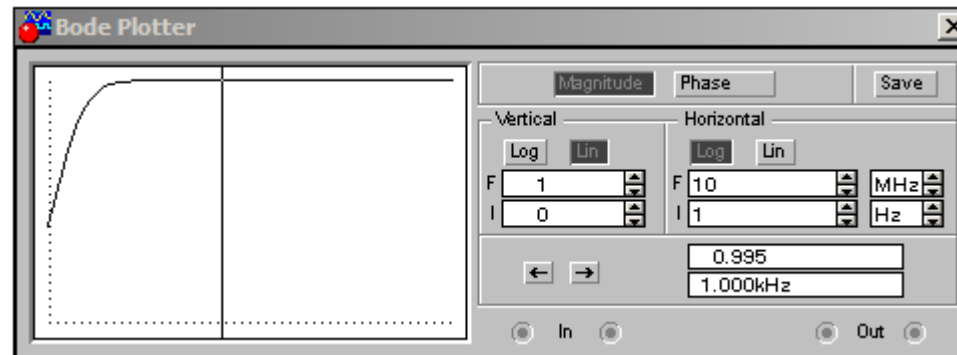 Bode Plotter
Magnitude Phase Save
Vertical Horizontal
Log Lin Log Lin
F 1 F 10 MHz
I 0 I 1 Hz
0.995
1.000kHz
In Out